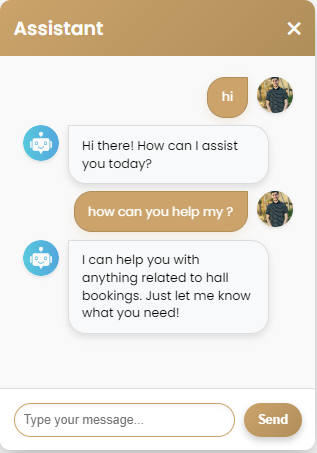 Assistant ×
hi
Hi there! How can I assist
you today?
how can you help my ?
I can help you with
anything related to hall
bookings. Just let me know
what you need!
Type your message...
Send